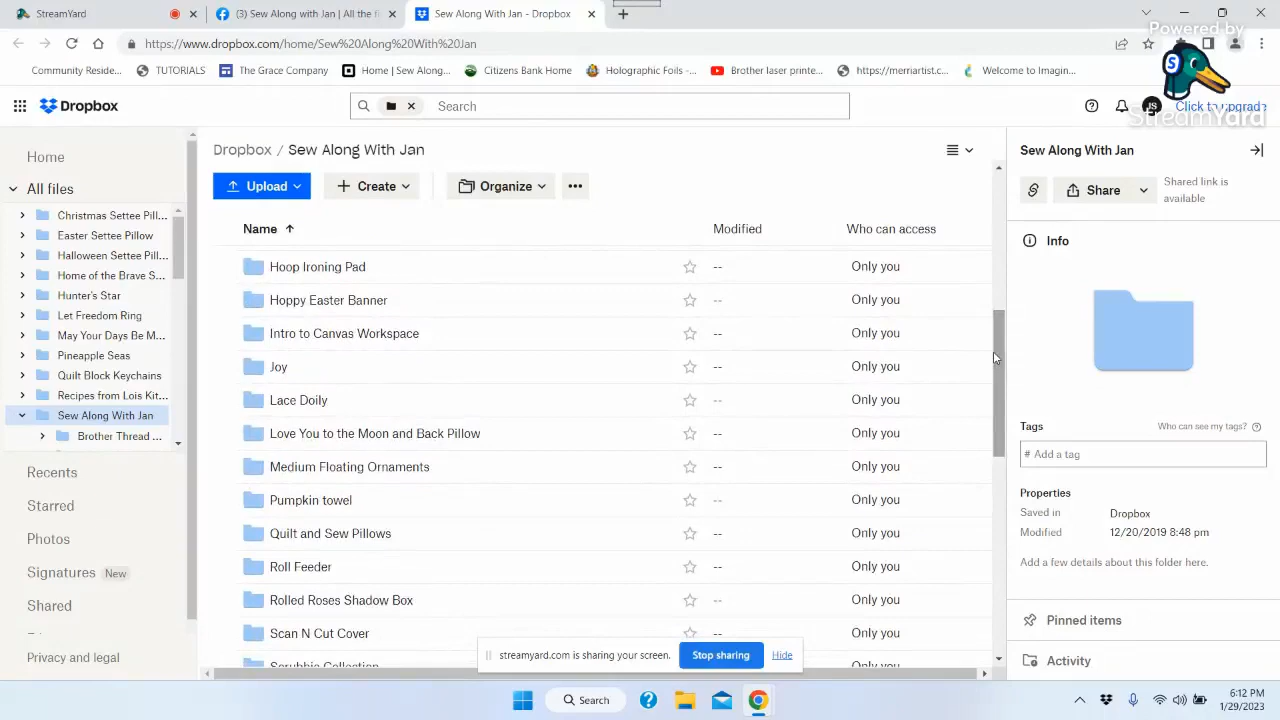 StreamYard
(3) Sew Along with Jan | All the f
Sew Along With Jan - Dropbox
https://www.dropbox.com/home/Sew%20Along%20With%20Jan
Powered by
StreamYard
Community Reside...
TUTORIALS
The Grace Company
Home | Sew Along...
Citizens Bank Home
Holographic Foils -...
Brother laser printe...
https://merriartist.c...
Welcome to Imagin...
Dropbox
Search
JS
Click to upgrade
Home
All files
Christmas Settee Pill...
Easter Settee Pillow
Halloween Settee Pill...
Home of the Brave S...
Hunter's Star
Let Freedom Ring
May Your Days Be M...
Pineapple Seas
Quilt Block Keychains
Recipes from Lois Kit...
Sew Along With Jan
Brother Thread ...
Recents
Starred
Photos
Signatures New
Shared
Privacy and legal
Dropbox / Sew Along With Jan
Upload
Create
Organize
Name
Modified
Who can access
Hoop Ironing Pad -- Only you
Hoppy Easter Banner -- Only you
Intro to Canvas Workspace -- Only you
Joy -- Only you
Lace Doily -- Only you
Love You to the Moon and Back Pillow -- Only you
Medium Floating Ornaments -- Only you
Pumpkin towel -- Only you
Quilt and Sew Pillows -- Only you
Roll Feeder -- Only you
Rolled Roses Shadow Box -- Only you
Scan N Cut Cover -- Only you
Scrubbie Collection
streamyard.com is sharing your screen.
Stop sharing
Hide
Sew Along With Jan
Share
Shared link is
available
Info
Tags
Who can see my tags?
# Add a tag
Properties
Saved in Dropbox
Modified 12/20/2019 8:48 pm
Add a few details about this folder here.
Pinned items
Activity
Search
6:12 PM
1/29/2023